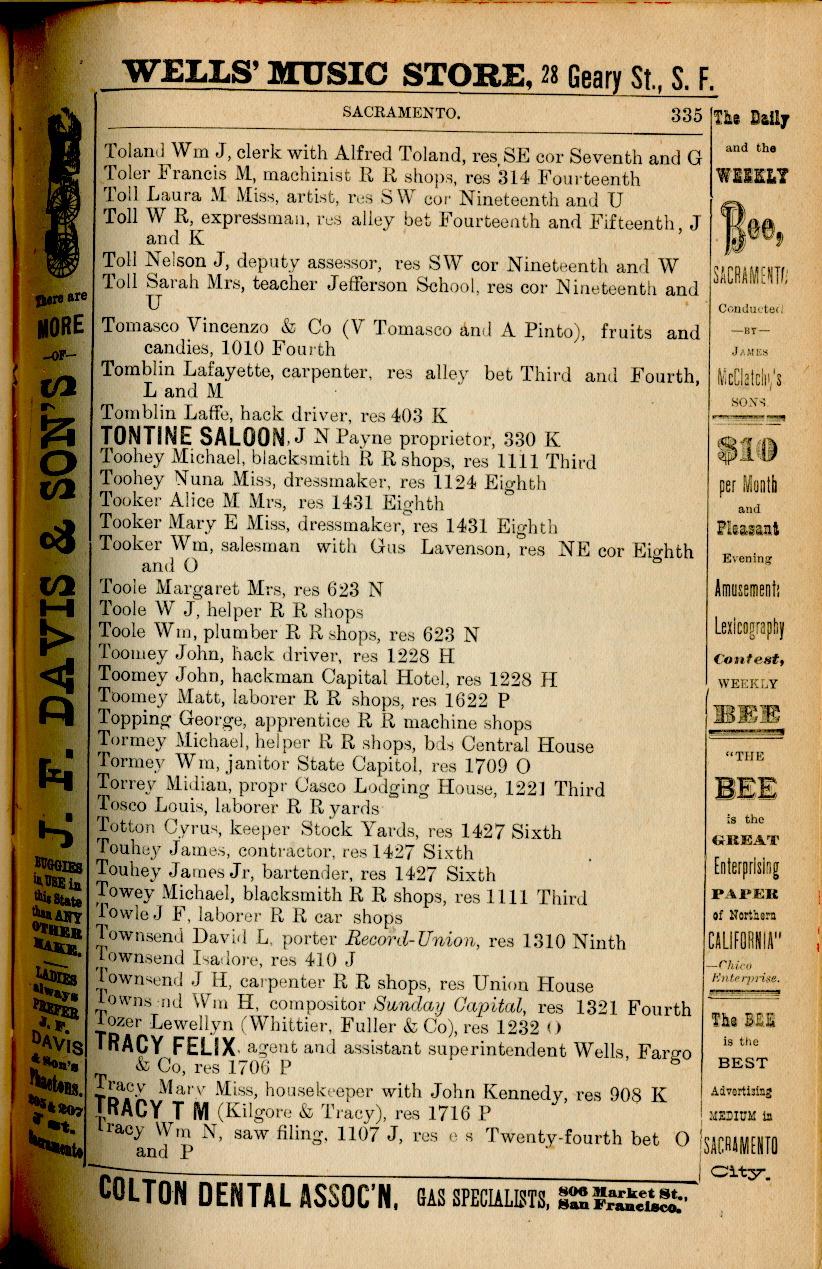 WELLS' MUSIC STORE, 28 Geary St., S. F.
SACRAMENTO. 335
Toland Wm J, clerk with Alfred Toland, res SE cor Seventh and G
Toler Francis M, machinist R R shops, res 314 Fourteenth
Toll Laura M Miss, artist, res SW cor Nineteenth and U
Toll W R, expressman, res alley bet Fourteenth and Fifteenth, J
and K
Toll Nelson J, deputy assessor, res SW cor Nineteenth and W
Toll Sarah Mrs, teacher Jefferson School, res cor Nineteenth and
U
Tomasco Vincenzo & Co (V Tomasco and A Pinto), fruits and
candies, 1010 Fourth
Tomblin Lafayette, carpenter, res alley bet Third and Fourth,
L and M
Tomblin Laffe, hack driver, res 403 K
TONTINE SALOON, J N Payne proprietor, 330 K
Toohey Michael, blacksmith R R shops, res 1111 Third
Toohey Nuna Miss, dressmaker, res 1124 Eighth
Tooker Alice M Mrs, res 1431 Eighth
Tooker Mary E Miss, dressmaker, res 1431 Eighth
Tooker Wm, salesman with Gus Lavenson, res NE cor Eighth
and O
Toole Margaret Mrs, res 623 N
Toole W J, helper R R shops
Toole Wm, plumber R R shops, res 623 N
Toomey John, hack driver, res 1228 H
Toomey John, hackman Capital Hotel, res 1228 H
Toomey Matt, laborer R R shops, res 1622 P
Topping George, apprentice R R machine shops
Tormey Michael, helper R R shops, bds Central House
Tormey Wm, janitor State Capitol, res 1709 O
Torrey Midian, propr Casco Lodging House, 1221 Third
Tosco Louis, laborer R R yards
Totton Cyrus, keeper Stock Yards, res 1427 Sixth
Touhey James, contractor, res 1427 Sixth
Touhey James Jr, bartender, res 1427 Sixth
Towey Michael, blacksmith R R shops, res 1111 Third
Towle J F, laborer R R car shops
Townsend David L, porter Record-Union, res 1310 Ninth
Townsend Isadore, res 410 J
Townsend J H, carpenter R R shops, res Union House
Towns nd Wm H, compositor Sunday Capital, res 1321 Fourth
Tozer Lewellyn (Whittier, Fuller & Co), res 1232 O
TRACY FELIX, agent and assistant superintendent Wells, Fargo
& Co, res 1706 P
Tracy Mary Miss, housekeeper with John Kennedy, res 908 K
TRACY T M (Kilgore & Tracy), res 1716 P
Tracy Wm N, saw filing, 1107 J, res e s Twenty-fourth bet O
and P
COLTON DENTAL ASSOC'N, GAS SPECIALISTS, 806 Market St.,
San Francisco.
There are
MORE
—OF—
J. F. DAVIS & SON'S
BUGGIES
in USE in
this State
than ANY
OTHER
MAKE.
LADIES
always
PREFER
J. F.
DAVIS
& Son's
Phaetons.
205 & 207
J St.
Sacramento
The Daily
and the
WEEKLY
Bee,
SACRAMENTO
Conducted
—BY—
JAMES
McClatchy's
SONS.
$10
per Month
and
Pleasant
Evening
Amusement;
Lexicography
Contest,
WEEKLY
BEE
"THE
BEE
is the
GREAT
Enterprising
PAPER
of Northern
CALIFORNIA"
—Chico
Enterprise.
The BEE
is the
BEST
Advertising
MEDIUM in
SACRAMENTO
City.